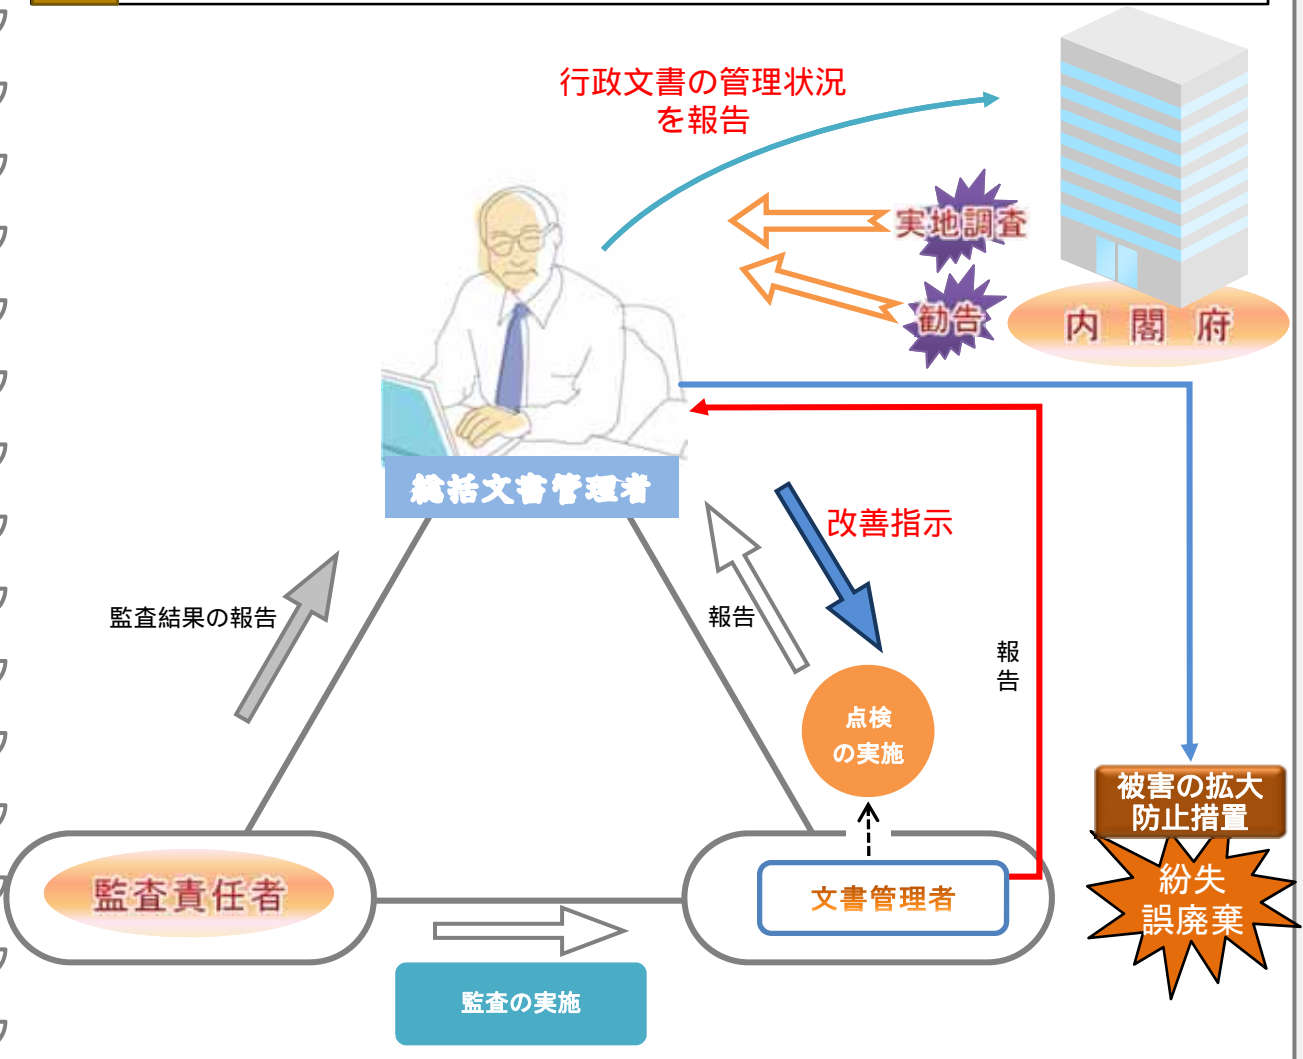 行政文書の管理状況
を報告
実地調査
勧告
内閣府
統括文書管理者
改善指示
監査結果の報告
報告
報
告
点検
の実施
被害の拡大
防止措置
紛失
誤廃棄
監査責任者
文書管理者
監査の実施